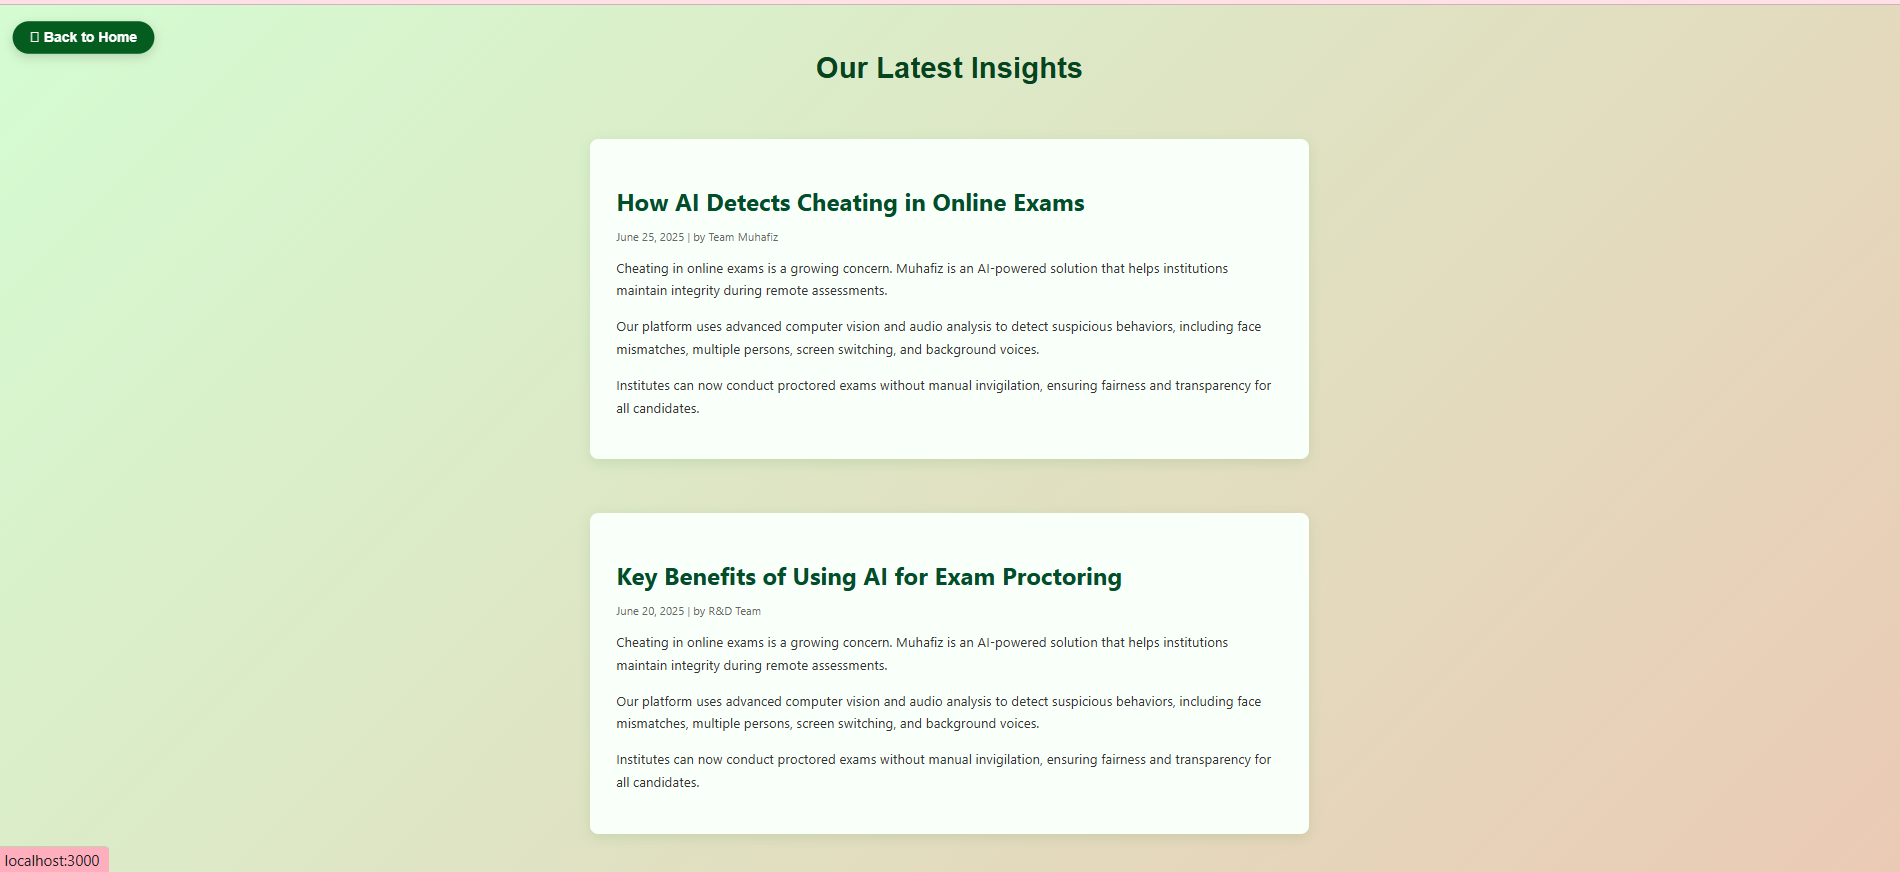 Back to Home
Our Latest Insights
How AI Detects Cheating in Online Exams
June 25, 2025 | by Team Muhafiz
Cheating in online exams is a growing concern. Muhafiz is an AI-powered solution that helps institutions
maintain integrity during remote assessments.
Our platform uses advanced computer vision and audio analysis to detect suspicious behaviors, including face
mismatches, multiple persons, screen switching, and background voices.
Institutes can now conduct proctored exams without manual invigilation, ensuring fairness and transparency for
all candidates.
Key Benefits of Using AI for Exam Proctoring
June 20, 2025 | by R&D Team
Cheating in online exams is a growing concern. Muhafiz is an AI-powered solution that helps institutions
maintain integrity during remote assessments.
Our platform uses advanced computer vision and audio analysis to detect suspicious behaviors, including face
mismatches, multiple persons, screen switching, and background voices.
Institutes can now conduct proctored exams without manual invigilation, ensuring fairness and transparency for
all candidates.
localhost:3000